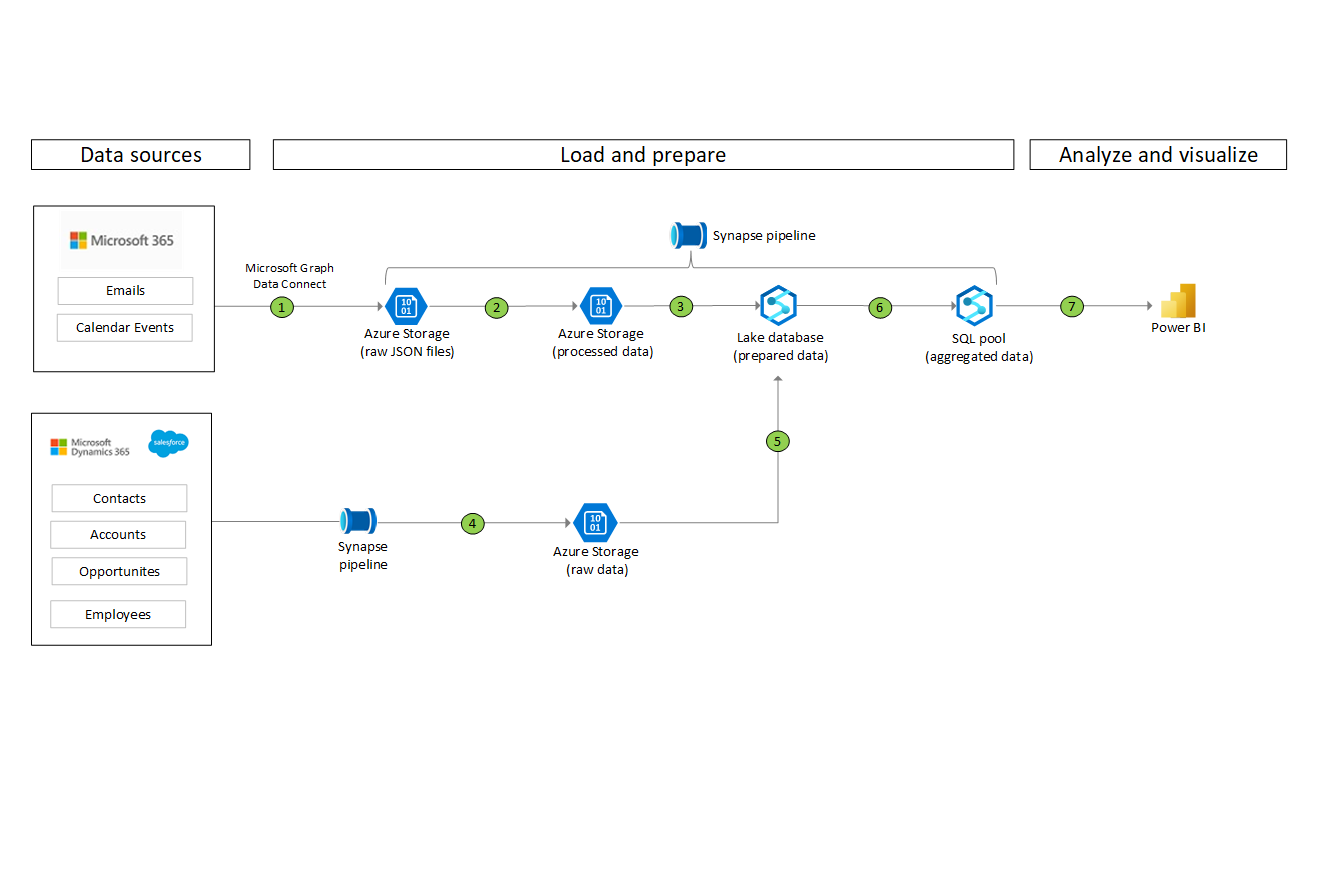 Data sources
Load and prepare
Analyze and visualize
Microsoft 365
Emails
Calendar Events
Microsoft Graph
Data Connect
1
Azure Storage
(raw JSON files)
2
Azure Storage
(processed data)
Synapse pipeline
3
Lake database
(prepared data)
6
SQL pool
(aggregated data)
7
Power BI
Microsoft
Dynamics 365
salesforce
Contacts
Accounts
Opportunites
Employees
Synapse
pipeline
4
Azure Storage
(raw data)
5
10
01
10
01
10
01